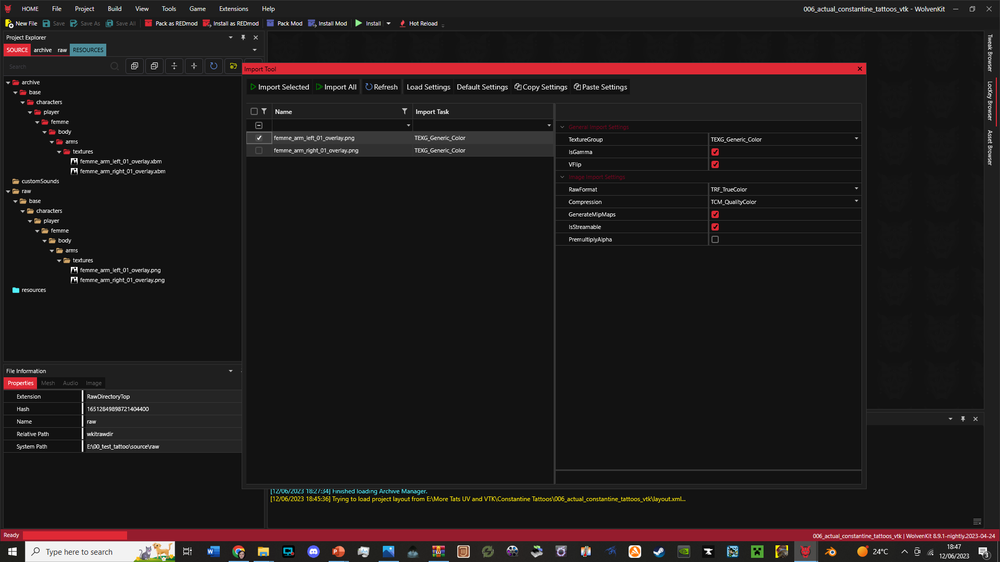 HOME File Project Build View Tools Game Extensions Help
006_actual_constantine_tattoos_vtk - WolvenKit
New File Save Save As Save All Pack as REDmod Install as REDmod Pack Mod Install Mod Install Hot Reload
Project Explorer
SOURCE archive raw RESOURCES
Search
archive
base
characters
player
femme
body
arms
textures
femme_arm_left_01_overlay.xbm
femme_arm_right_01_overlay.xbm
customSounds
raw
base
characters
player
femme
body
arms
textures
femme_arm_left_01_overlay.png
femme_arm_right_01_overlay.png
resources
File Information
Properties Mesh Audio Image
Extension RawDirectoryTop
Hash 16512849898721404400
Name raw
Relative Path wkitrawdir
System Path E:\00_test_tattoo\source\raw
Import Tool
Import Selected Import All Refresh Load Settings Default Settings Copy Settings Paste Settings
Name Import Task
femme_arm_left_01_overlay.png TEXG_Generic_Color
femme_arm_right_01_overlay.png TEXG_Generic_Color
General Import Settings
TextureGroup TEXG_Generic_Color
IsGamma
VFlip
Image Import Settings
RawFormat TRF_TrueColor
Compression TCM_QualityColor
GenerateMipMaps
IsStreamable
PremultiplyAlpha
Tweak Browser
LocKey Browser
Asset Browser
[12/06/2023 18:27:34] Finished loading Archive Manager.
[12/06/2023 18:45:36] Trying to load project layout from E:\More Tats UV and VTK\Constantine Tattoos\006_actual_constantine_tattoos_vtk\layout.xml...
Ready
006_actual_constantine_tattoos_vtk | WolvenKit 8.9.1-nightly.2023-04-24
Type here to search
24°C
18:47
12/06/2023
3